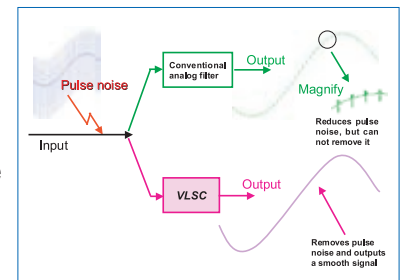 Pulse noise
Input
Conventional
analog filter
Output
Magnify
Reduces pulse
noise, but can
not remove it
VLSC
Output
Removes pulse
noise and outputs
a smooth signal
e